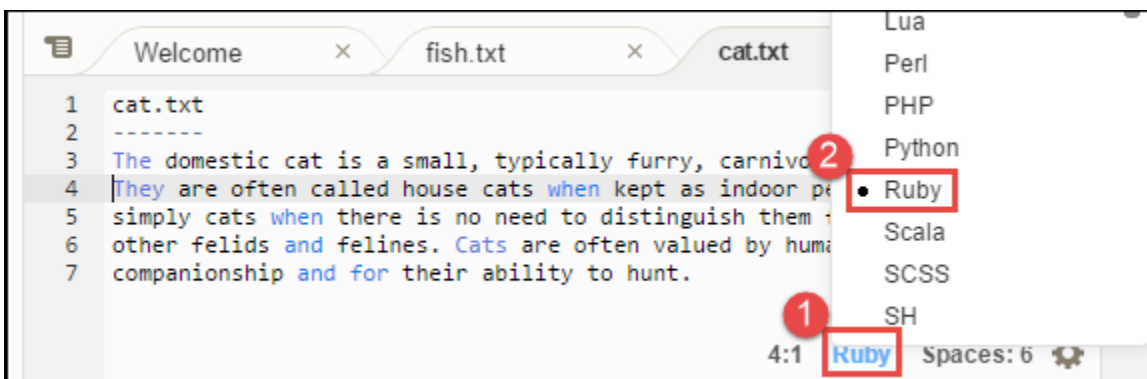 Welcome × fish.txt × cat.txt
1 cat.txt
2 -------
3 The domestic cat is a small, typically furry,
4 They are often called house cats when kept as indoor
5 simply cats when there is no need to distinguish them
6 other felids and felines. Cats are often valued by
7 companionship and for their ability to hunt.
Lua
Perl
PHP
2 Python
• Ruby
Scala
SCSS
1 SH
4:1 Ruby Spaces: 6